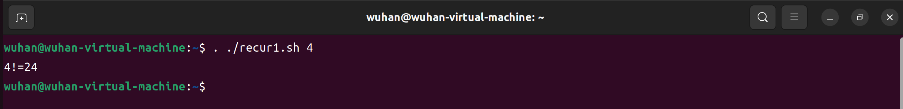 wuhan@wuhan-virtual-machine: ~
wuhan@wuhan-virtual-machine:~$ . ./recur1.sh 4
4!=24
wuhan@wuhan-virtual-machine:~$